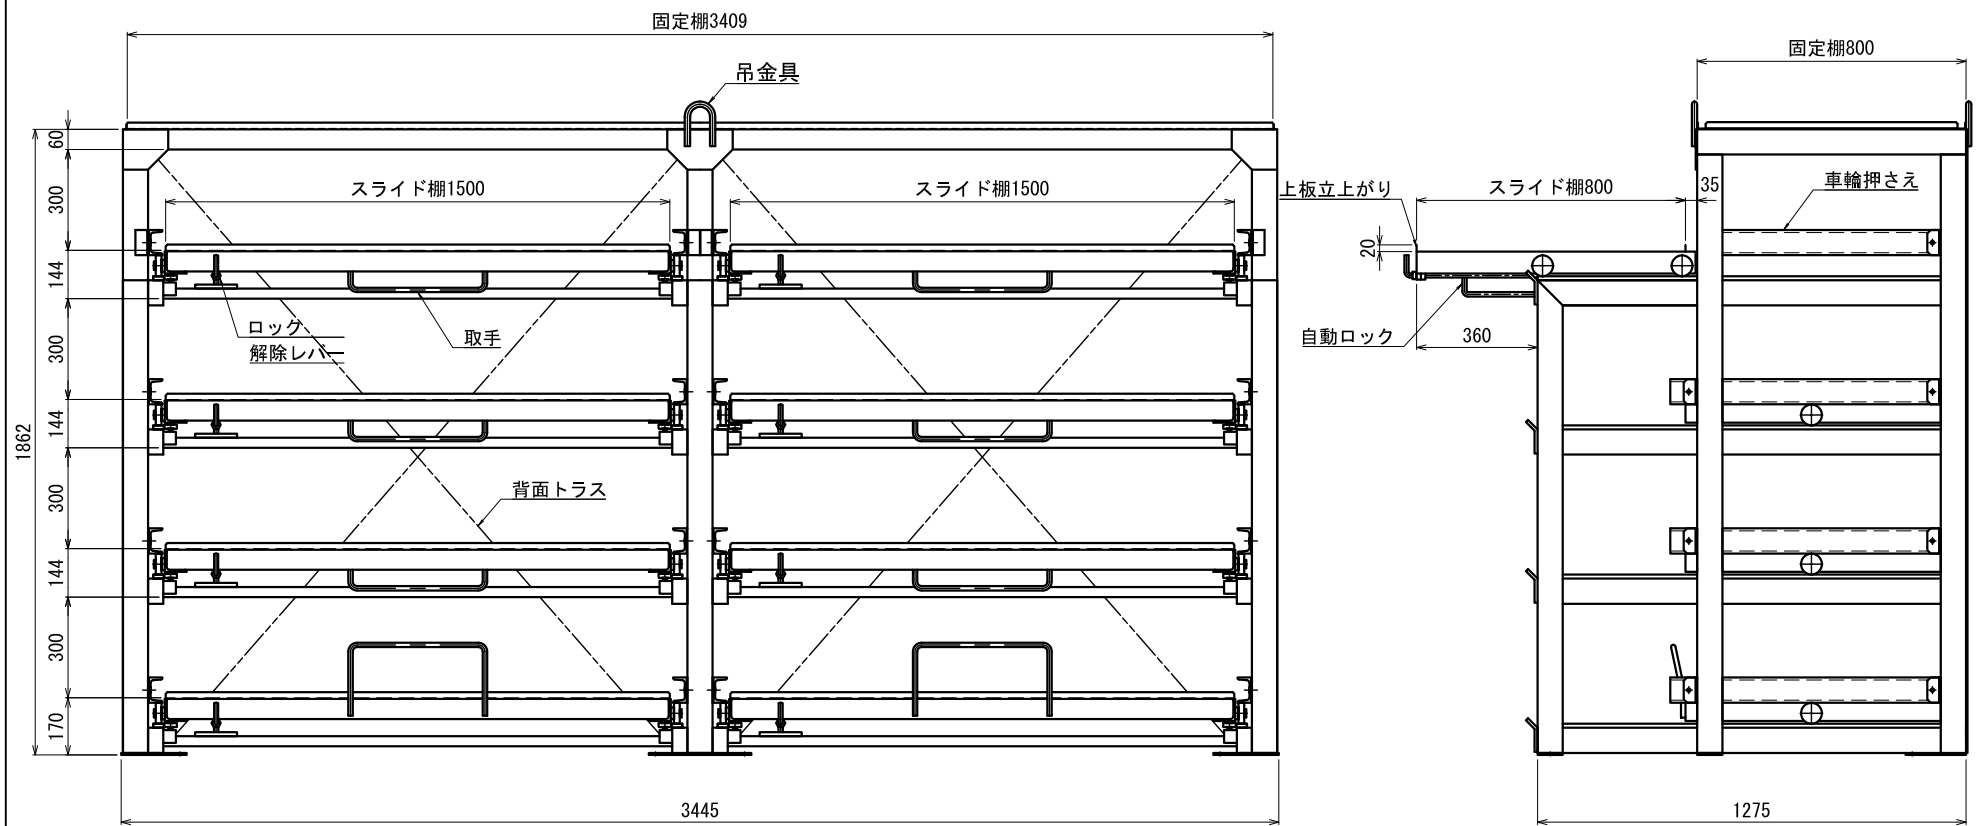 固定棚3409
吊金具
スライド棚1500
スライド棚1500
ロック
解除レバー
取手
背面トラス
60
300
144
300
144
300
144
300
170
1862
3445
固定棚800
上板立上がり
スライド棚800
35
車輪押さえ
20
自動ロック
360
1275